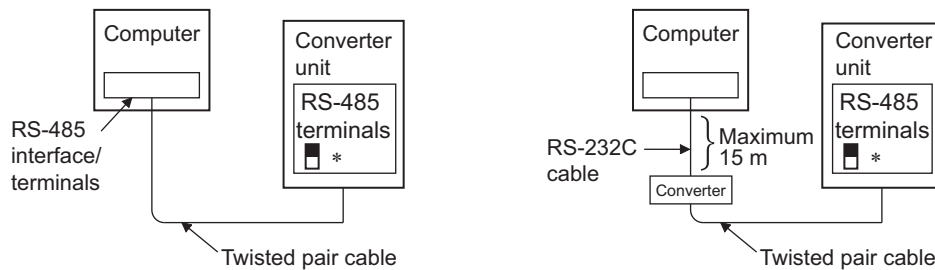 Computer
Converter
unit
RS-485
terminals
*
RS-485
interface/
terminals
Twisted pair cable
Computer
Converter
unit
RS-485
terminals
*
RS-232C
cable
Maximum
15 m
Converter
Twisted pair cable